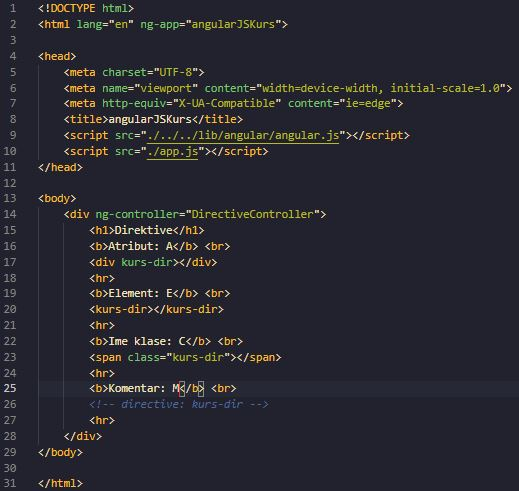 1 <!DOCTYPE html>
2 <html lang="en" ng-app="angularJSKurs">
3
4 <head>
5     <meta charset="UTF-8">
6     <meta name="viewport" content="width=device-width, initial-scale=1.0">
7     <meta http-equiv="X-UA-Compatible" content="ie=edge">
8     <title>angularJSKurs</title>
9     <script src="./../../lib/angular/angular.js"></script>
10     <script src="./app.js"></script>
11 </head>
12
13 <body>
14     <div ng-controller="DirectiveController">
15         <h1>Direktive</h1>
16         <b>Atribut: A</b> <br>
17         <div kurs-dir></div>
18         <hr>
19         <b>Element: E</b> <br>
20         <kurs-dir></kurs-dir>
21         <hr>
22         <b>Ime klase: C</b> <br>
23         <span class="kurs-dir"></span>
24         <hr>
25         <b>Komentar: M</b> <br>
26         <!-- directive: kurs-dir -->
27         <hr>
28     </div>
29 </body>
30
31 </html>